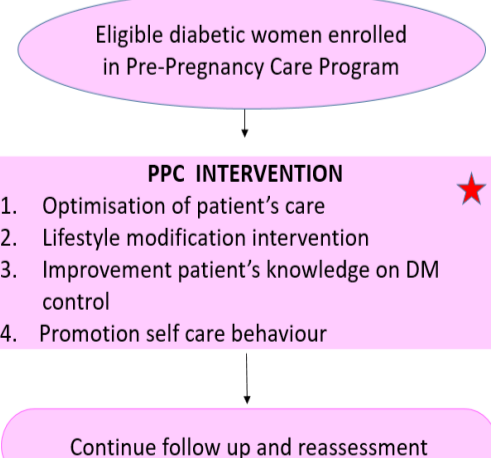 Eligible diabetic women enrolled
in Pre-Pregnancy Care Program
PPC INTERVENTION
1. Optimisation of patient's care
2. Lifestyle modification intervention
3. Improvement patient's knowledge on DM
control
4. Promotion self care behaviour
Continue follow up and reassessment